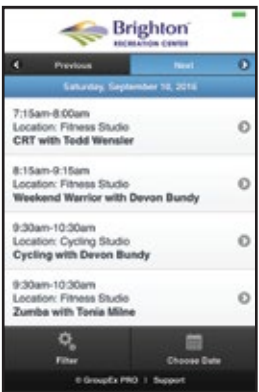 Brighton
RECREATION CENTER
Previous
Next
Saturday, September 10, 2016
7:15am-8:00am
Location: Fitness Studio
CRT with Todd Wensler
8:15am-9:15am
Location: Fitness Studio
Weekend Warrior with Devon Bundy
9:30am-10:30am
Location: Cycling Studio
Cycling with Devon Bundy
9:30am-10:30am
Location: Fitness Studio
Zumba with Tonia Milne
Filter
Choose Date
© GroupEx PRO | Support